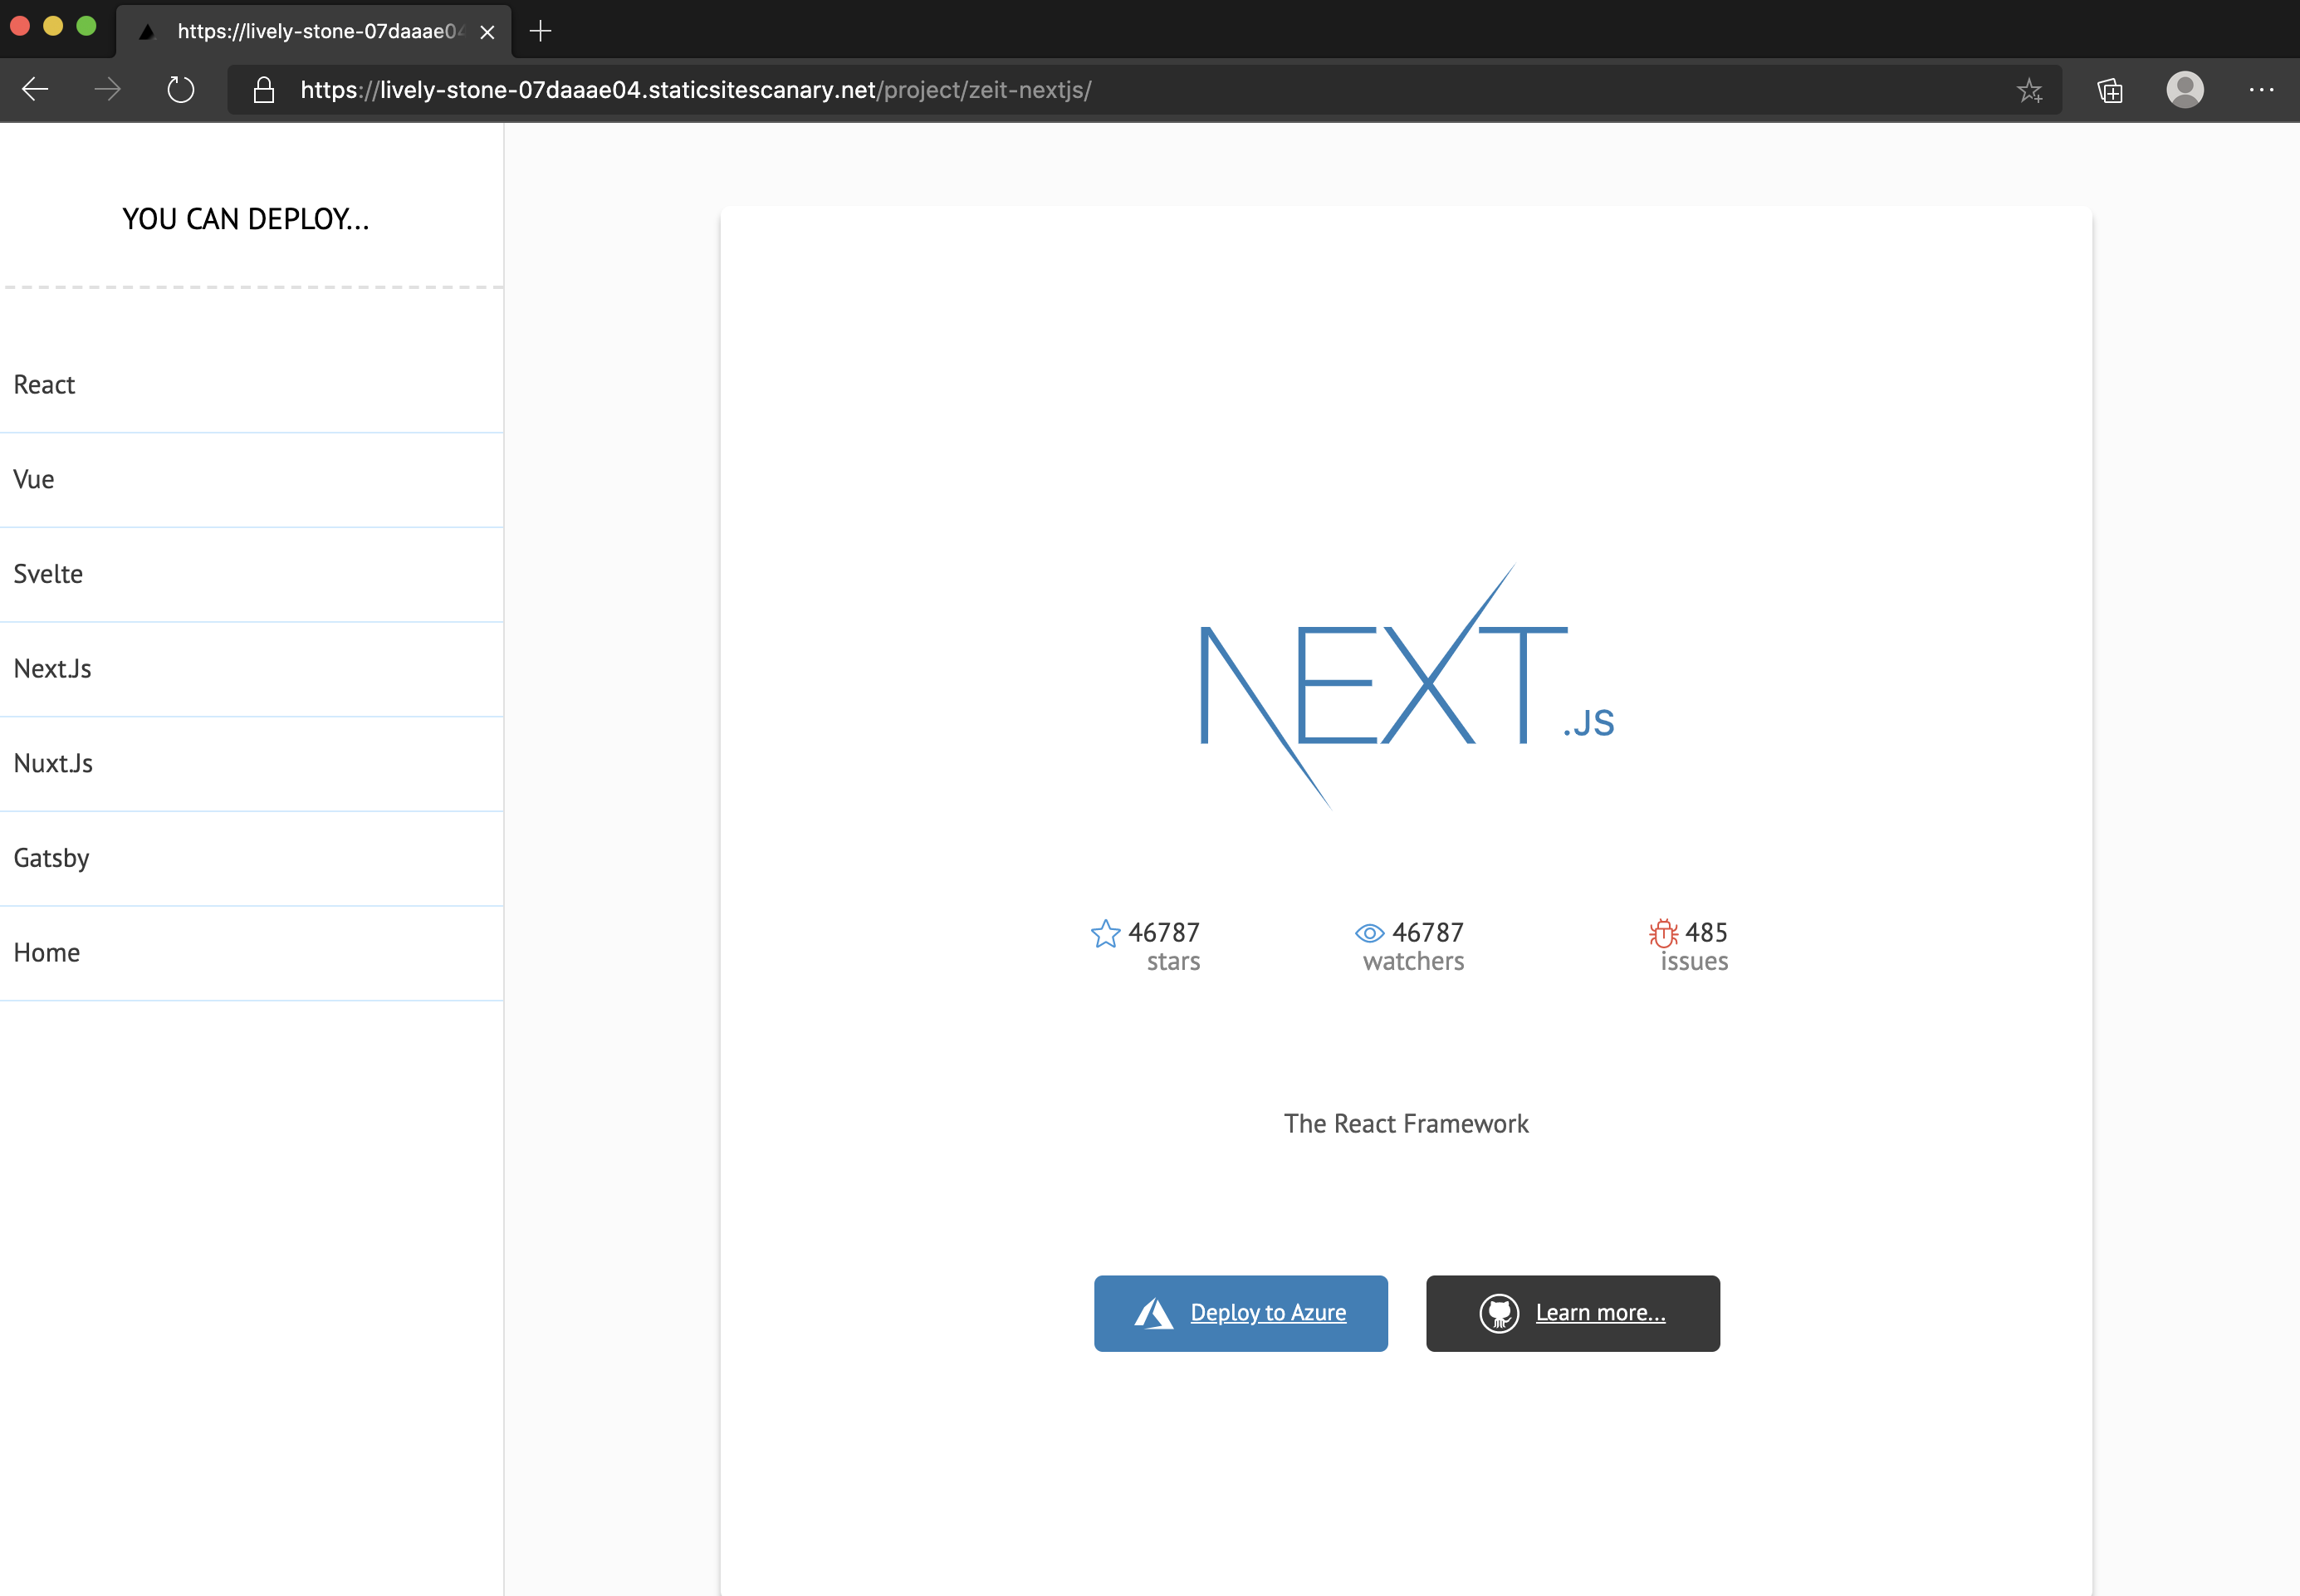 https://lively-stone-07daaae04
https://lively-stone-07daaae04.staticsitescanary.net/project/zeit-nextjs/
YOU CAN DEPLOY...
React
Vue
Svelte
Next.Js
Nuxt.Js
Gatsby
Home
NEXT.JS
46787 46787 485
stars watchers issues
The React Framework
Deploy to Azure Learn more...